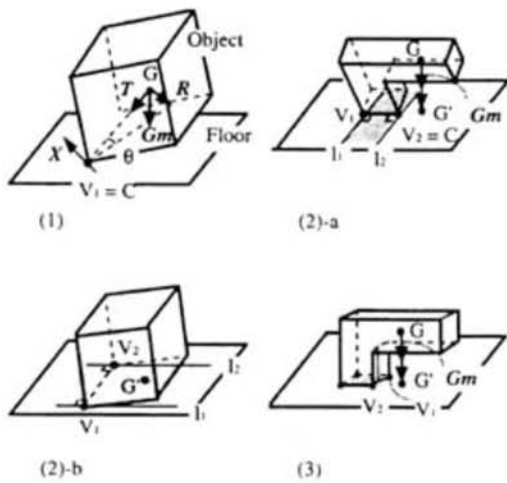 Object
G
T
R
Gm
Floor
X
θ
V₁ = C
(1)
G
V₁
G'
Gm
V₂ = C
l₁
l₂
(2)-a
V₂
l₂
G'
l₁
V₁
(2)-b
G
G'
Gm
V₂
V₁
(3)